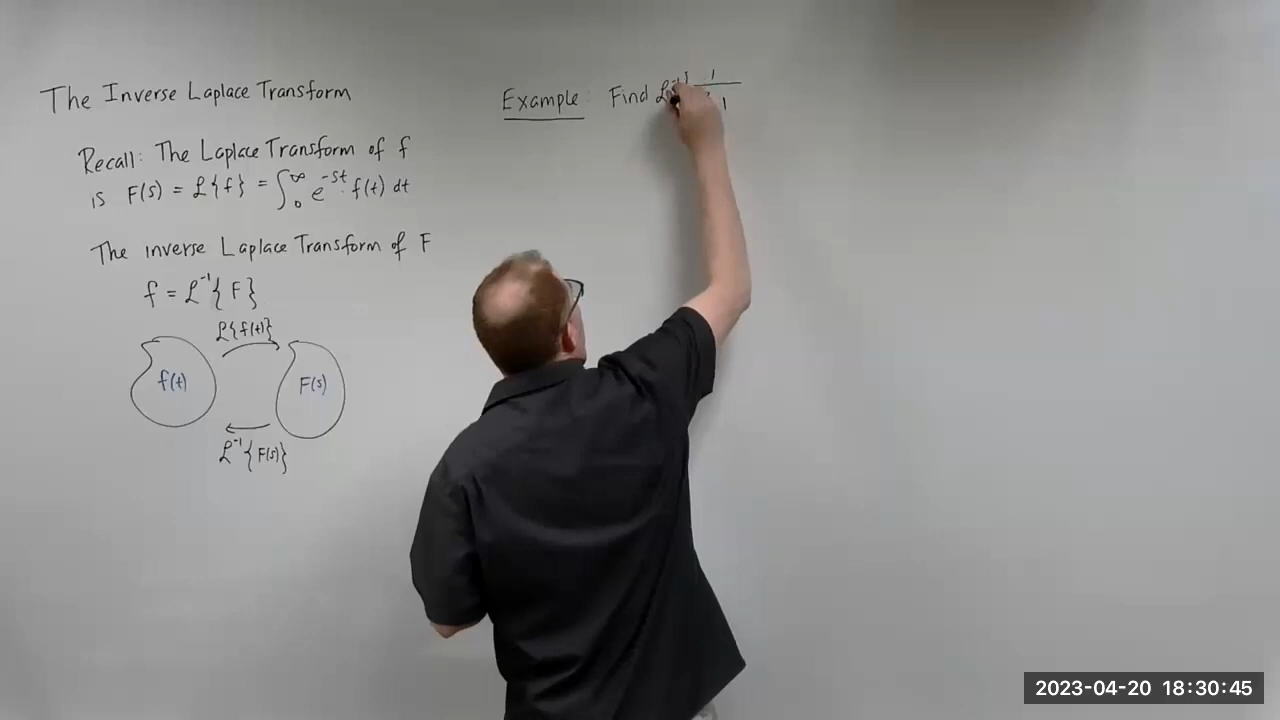 The Inverse Laplace Transform
Recall: The Laplace Transform of f
is F(s) = ℒ{f} = ∫₀^∞ e^{-st} · f(t) dt
The inverse Laplace Transform of F
f = ℒ⁻¹{ F }
ℒ{f(t)}
f(t) F(s)
ℒ⁻¹{ F(s) }
Example: Find ℒ⁻¹{ 1
2023-04-20 18:30:45